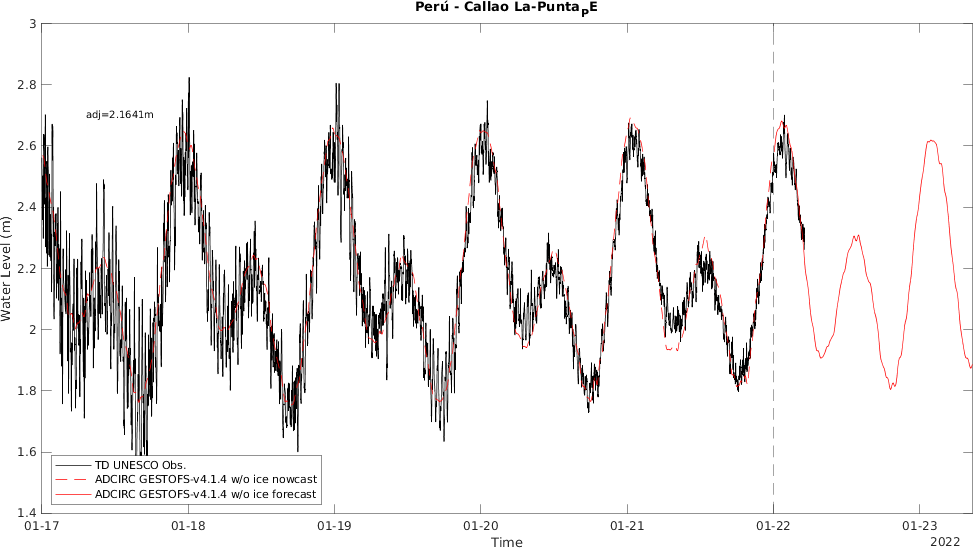 Perú - Callao La-Punta_PE
3
2.8
adj=2.1641m
2.6
2.4
2.2
Water Level (m)
2
1.8
1.6
TD UNESCO Obs.
ADCIRC GESTOFS-v4.1.4 w/o ice nowcast
ADCIRC GESTOFS-v4.1.4 w/o ice forecast
1.4
01-17 01-18 01-19 01-20 01-21 01-22 01-23
Time
2022